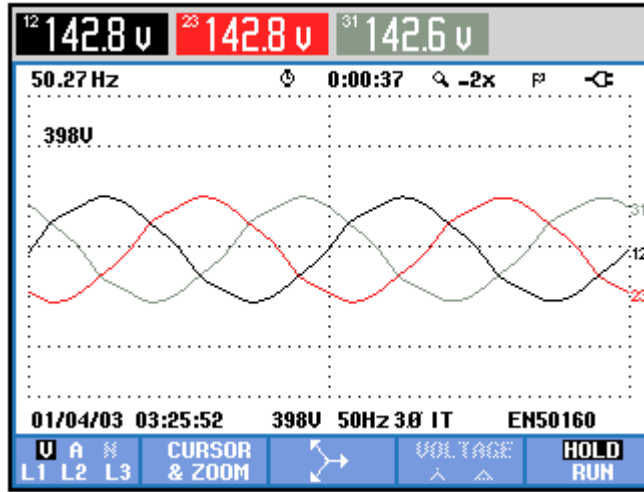 12 142.8 V 23 142.8 V 31 142.6 V
50.27 Hz 0:00:37 -2x
398V
31
12
23
01/04/03 03:25:52 398V 50Hz 3.0 IT EN50160
V A
L1 L2 L3
CURSOR
& ZOOM
VOLTAGE
HOLD
RUN